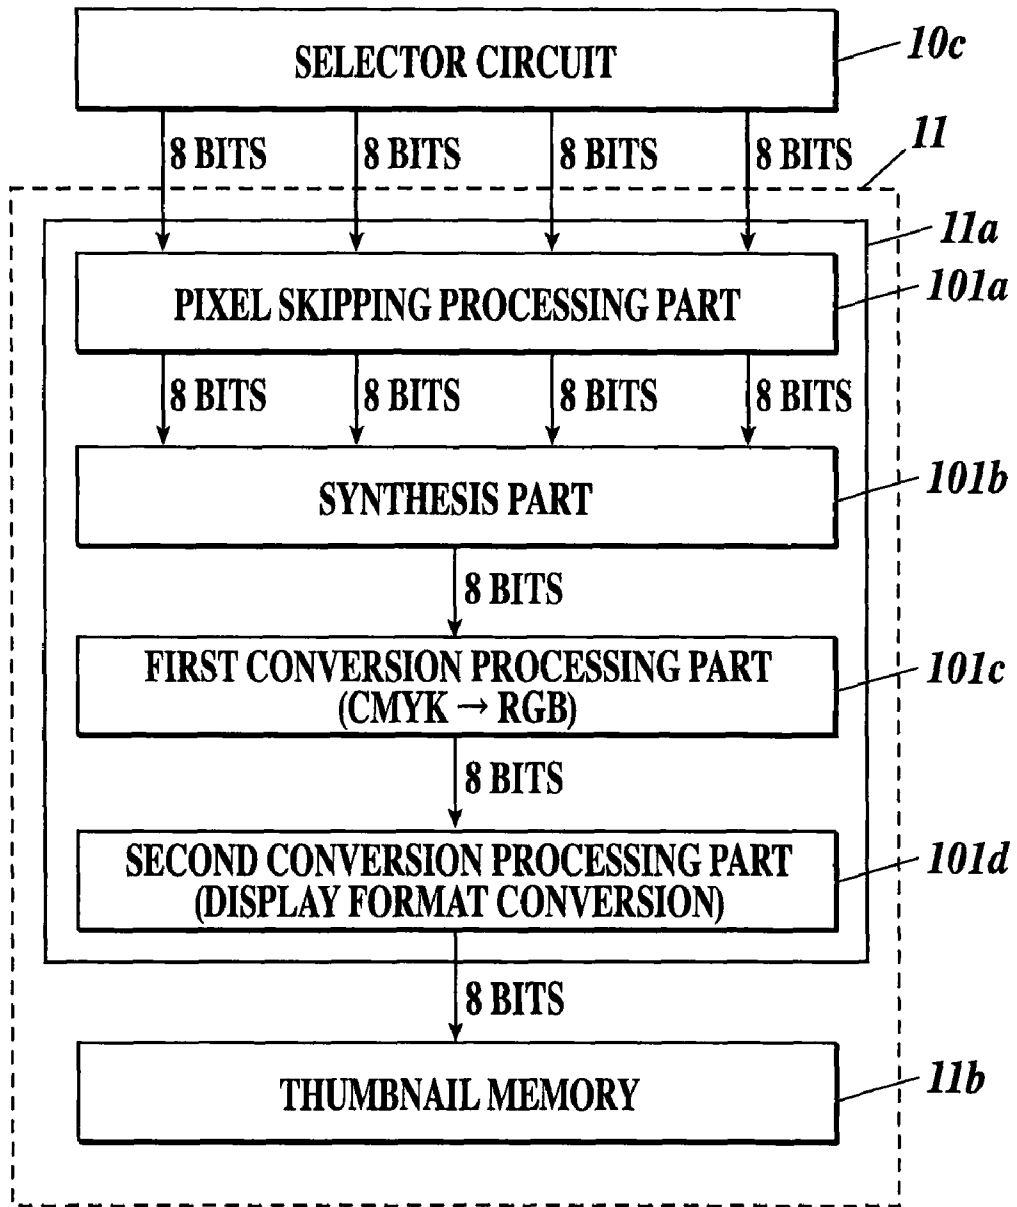 SELECTOR CIRCUIT
10c
8 BITS 8 BITS 8 BITS 8 BITS
11
11a
PIXEL SKIPPING PROCESSING PART
101a
8 BITS 8 BITS 8 BITS 8 BITS
SYNTHESIS PART
101b
8 BITS
FIRST CONVERSION PROCESSING PART
(CMYK → RGB)
101c
8 BITS
SECOND CONVERSION PROCESSING PART
(DISPLAY FORMAT CONVERSION)
101d
8 BITS
THUMBNAIL MEMORY
11b